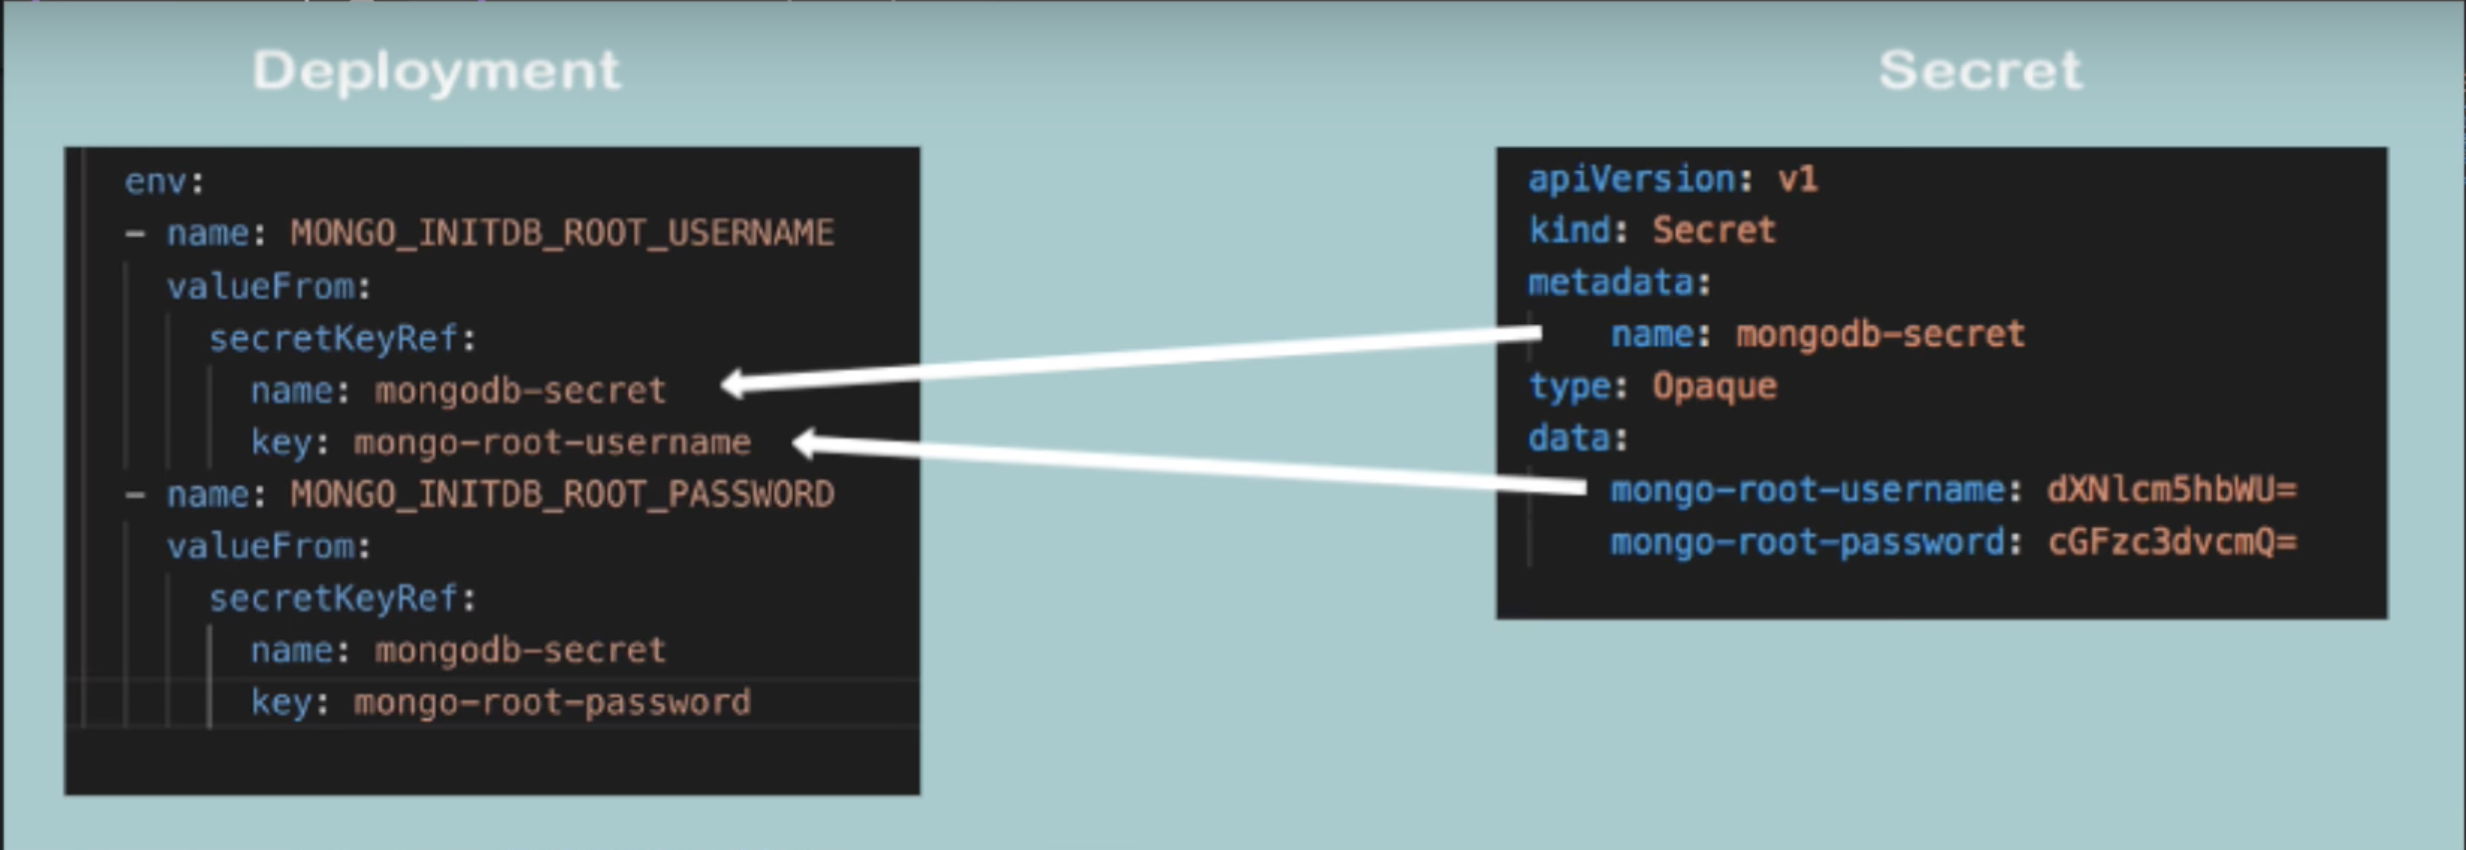 Deployment
env:
- name: MONGO_INITDB_ROOT_USERNAME
valueFrom:
secretKeyRef:
name: mongodb-secret
key: mongo-root-username
- name: MONGO_INITDB_ROOT_PASSWORD
valueFrom:
secretKeyRef:
name: mongodb-secret
key: mongo-root-password
Secret
apiVersion: v1
kind: Secret
metadata:
name: mongodb-secret
type: Opaque
data:
mongo-root-username: dXNlcm5hbWU=
mongo-root-password: cGFzc3dvcmQ=